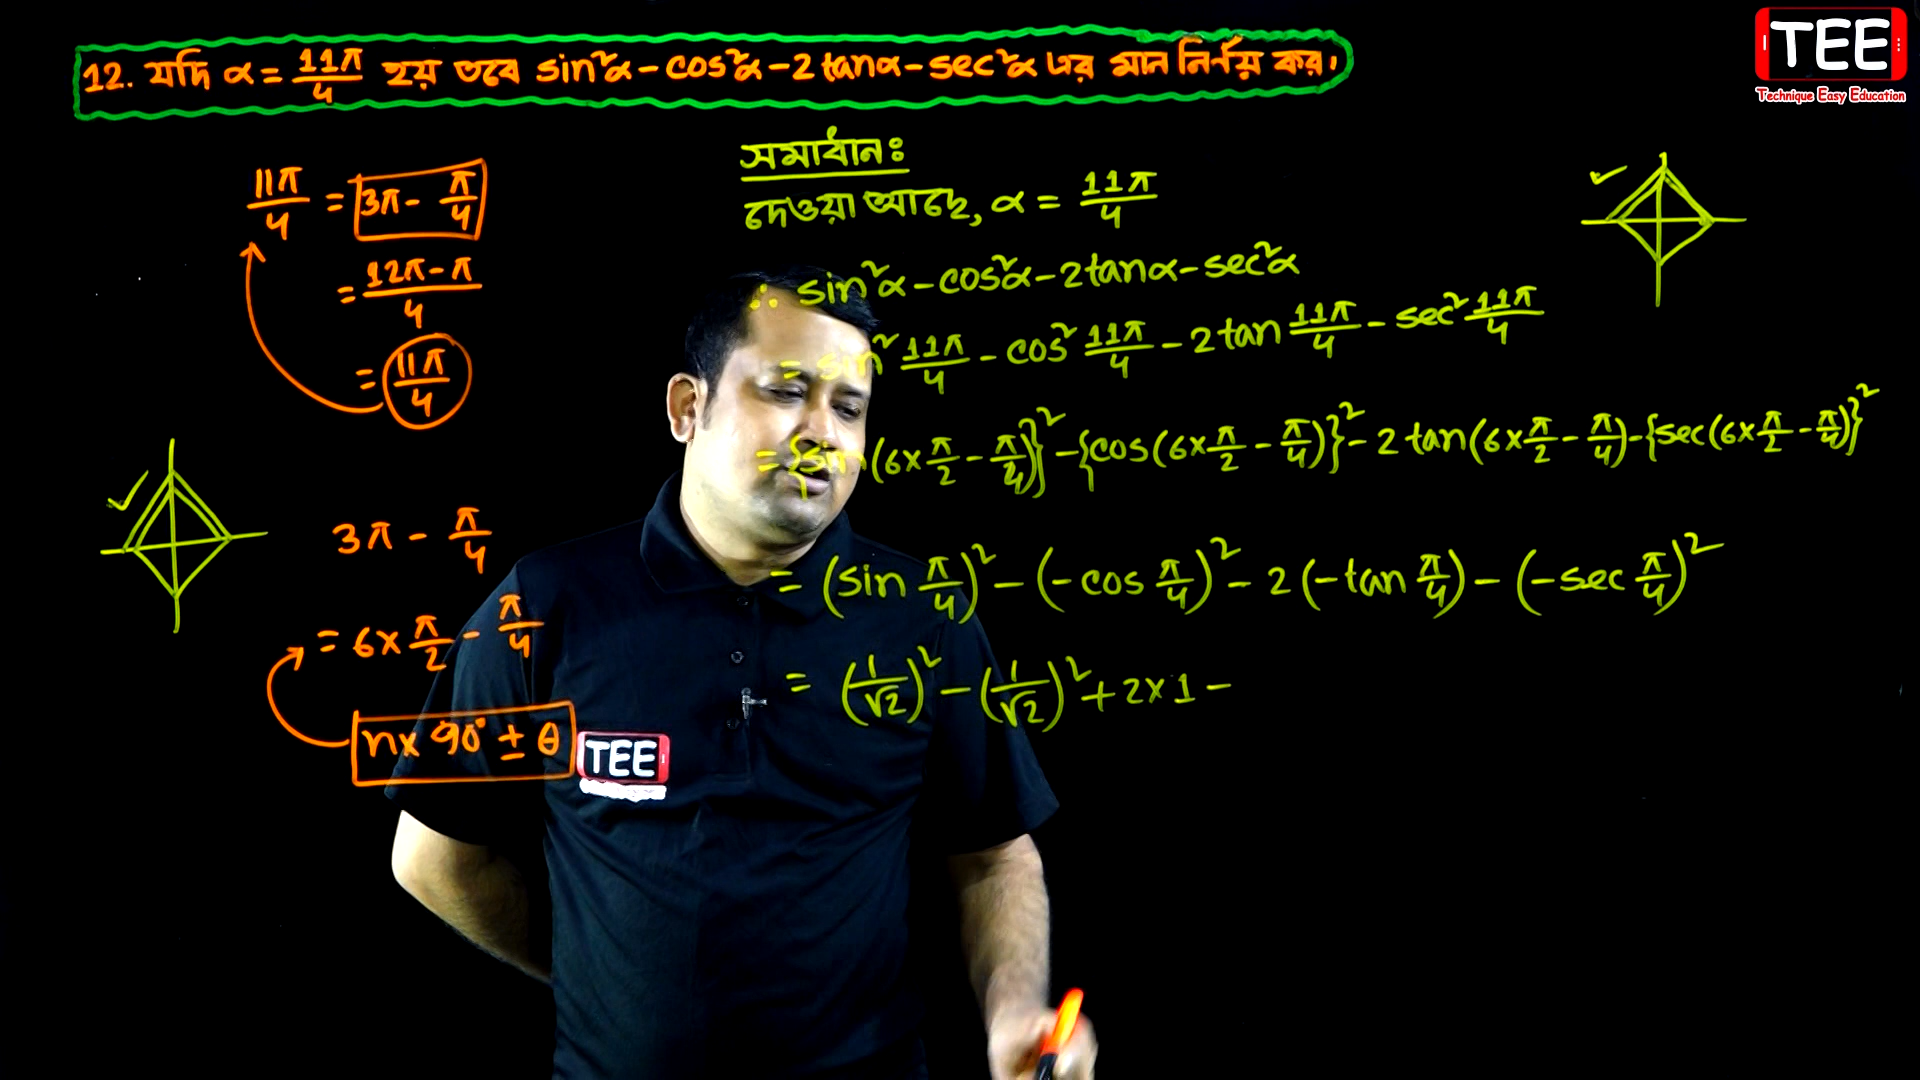 12. যদি α = 11π/4 হয় তবে sin²α – cos²α – 2 tanα – sec²α এর মান নির্ণয় কর।
TEE
Technique Easy Education
11π/4 = 3π – π/4
= 12π – π/4
= 11π/4
3π – π/4
= 6×π/2 – π/4
n× 90° ± θ
TEE
সমাধানঃ
দেওয়া আছে, α = 11π/4
∴ sin²α – cos²α – 2tanα – sec²α
= sin² 11π/4 – cos² 11π/4 – 2 tan 11π/4 – sec² 11π/4
= {sin (6×π/2 – π/4)}² – {cos(6×π/2 – π/4)}² – 2 tan(6×π/2 – π/4) – {sec(6×π/2 – π/4)}²
= (sin π/4)² – (–cos π/4)² – 2 (–tan π/4) – (–sec π/4)²
= (1/√2)² – (1/√2)² + 2×1 –